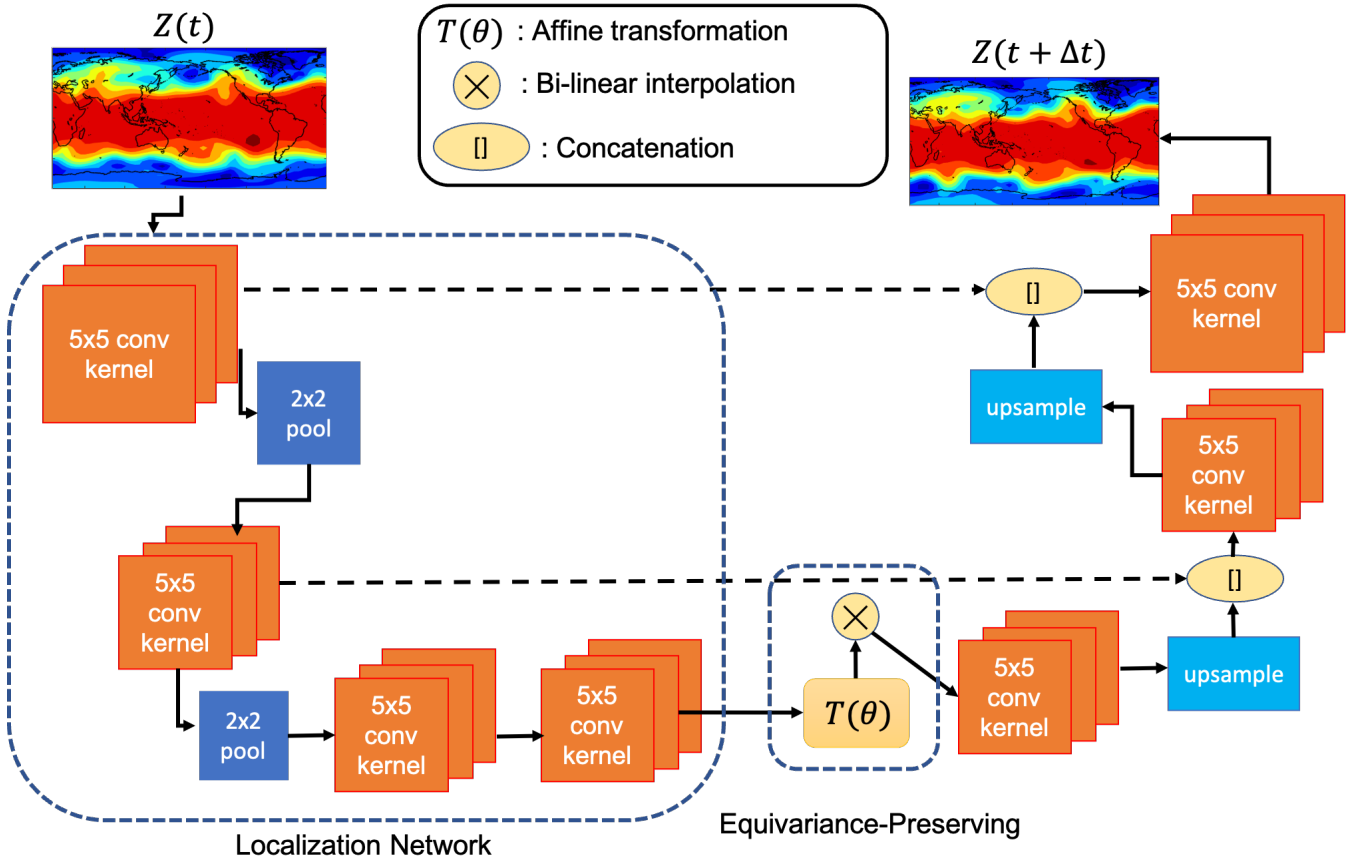 Z(t)
T(θ) : Affine transformation
: Bi-linear interpolation
[] : Concatenation
Z(t + Δt)
5x5 conv
kernel
2x2
pool
5x5
conv
kernel
2x2
pool
5x5
conv
kernel
5x5
conv
kernel
T(θ)
5x5
conv
kernel
upsample
[]
5x5
conv
kernel
upsample
[]
5x5 conv
kernel
Localization Network
Equivariance-Preserving